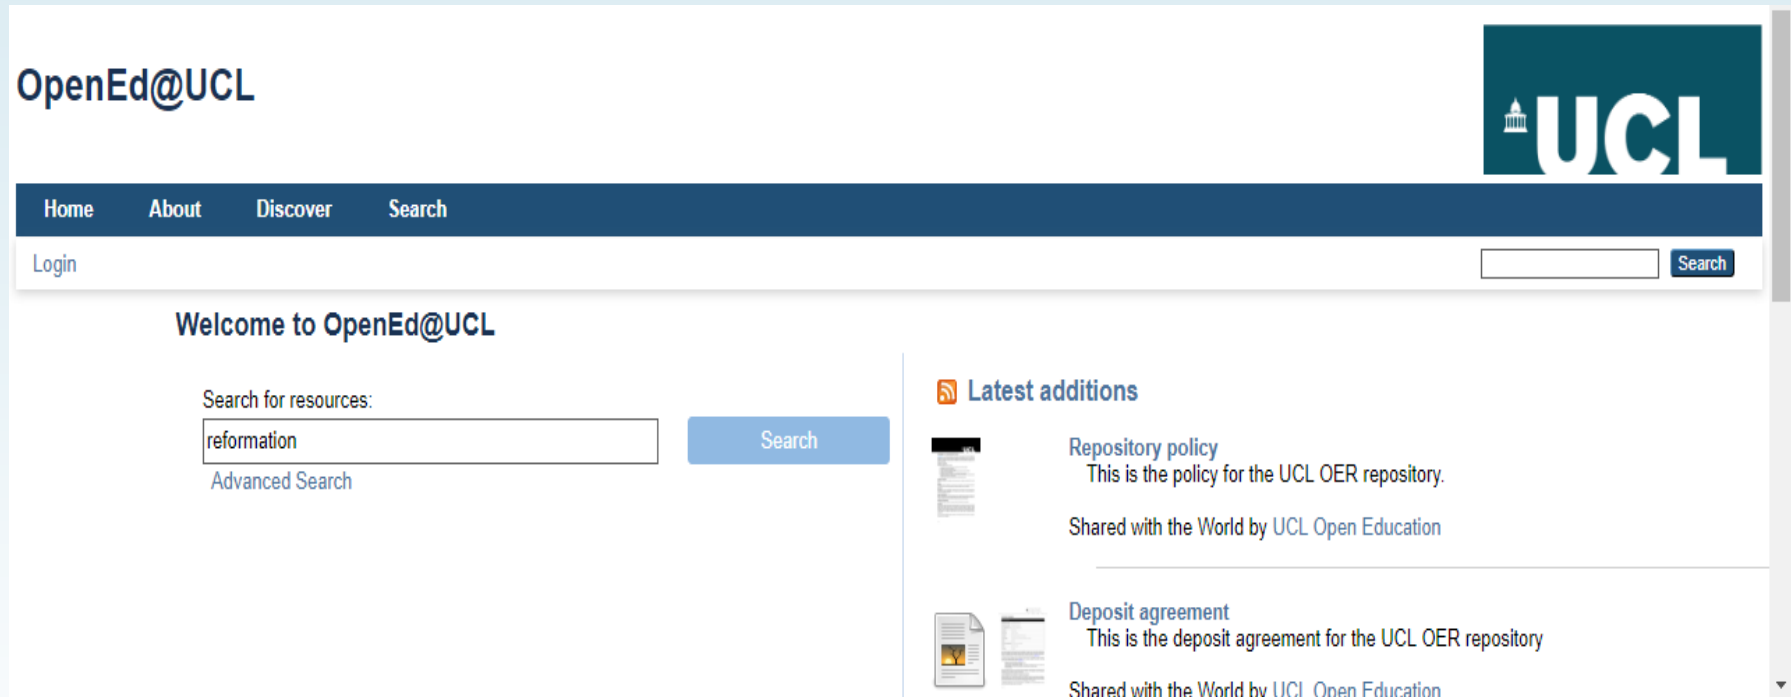 OpenEd@UCL
UCL
Home About Discover Search
Login
Search
Welcome to OpenEd@UCL
Search for resources:
reformation
Search
Advanced Search
Latest additions
Repository policy
This is the policy for the UCL OER repository.
Shared with the World by UCL Open Education
Deposit agreement
This is the deposit agreement for the UCL OER repository
Shared with the World by UCL Open Education